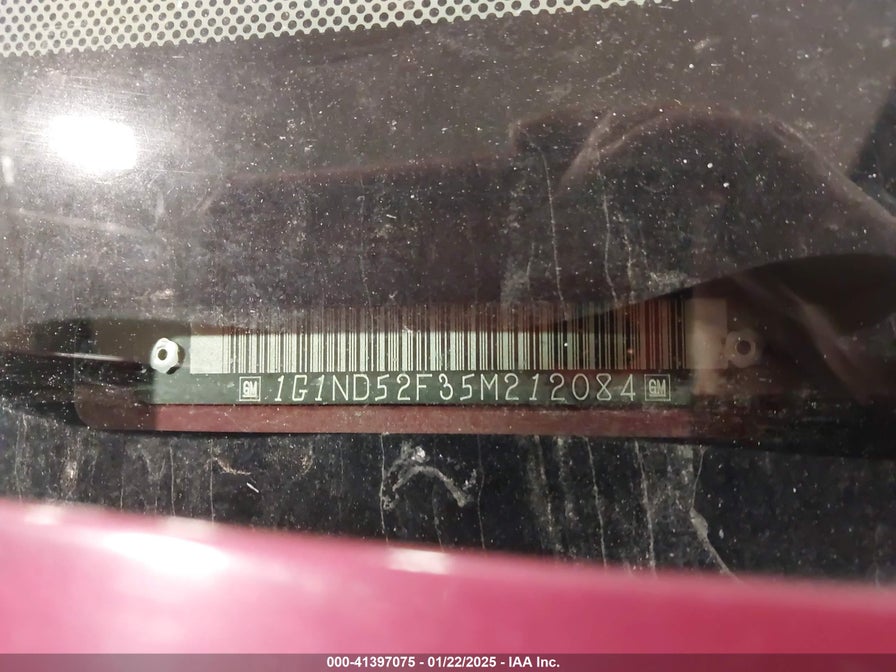 GM 1G1ND52F35M212084 GM
000-41397075 - 01/22/2025 - IAA Inc.